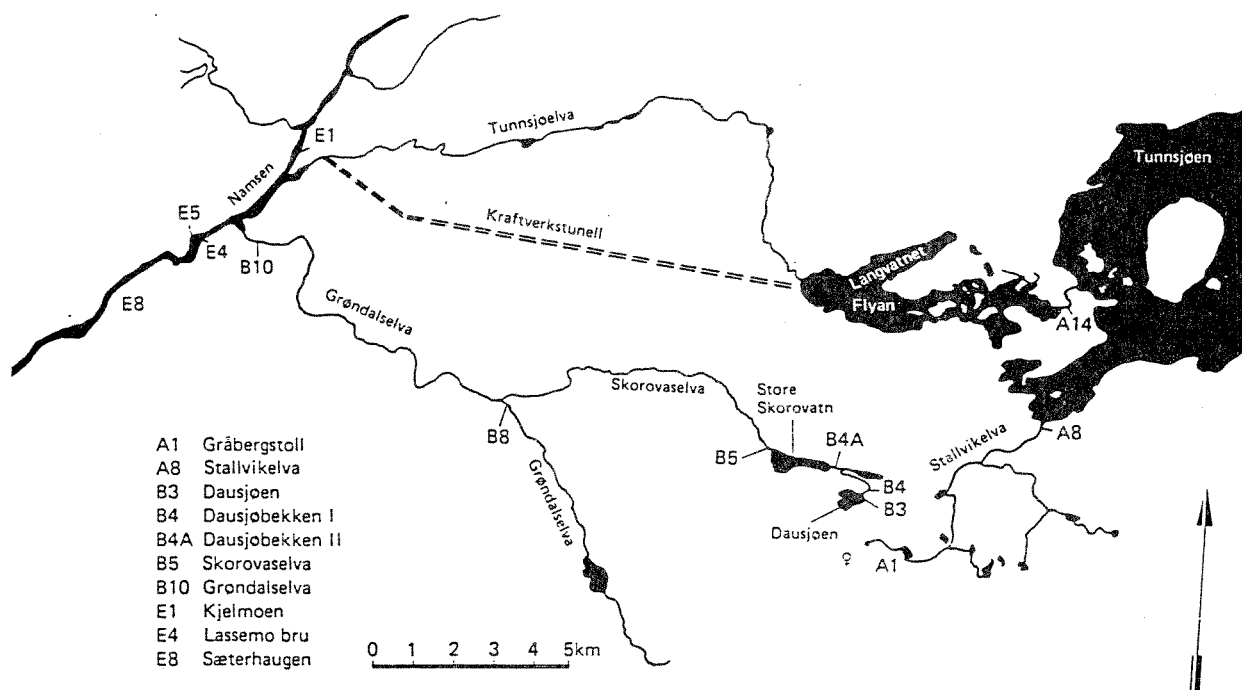 Tunnsjøelva
E1
Tunnsjøen
Namsen
E5
E4
Kraftverkstunell
B10
Langvatnet
E8
Flyan
Grøndalselva
A14
Skorovaselva
Store
Skorovatn
B8
B4A
A8
B5
Stallvikelva
B4
B3
Grøndalselva
Dausjøen
♀
A1
A1 Gråbergstoll
A8 Stallvikelva
B3 Dausjøen
B4 Dausjøbekken I
B4A Dausjøbekken II
B5 Skorovaselva
B10 Grøndalselva
E1 Kjelmoen
E4 Lassemo bru
E8 Sæterhaugen
0 1 2 3 4 5km